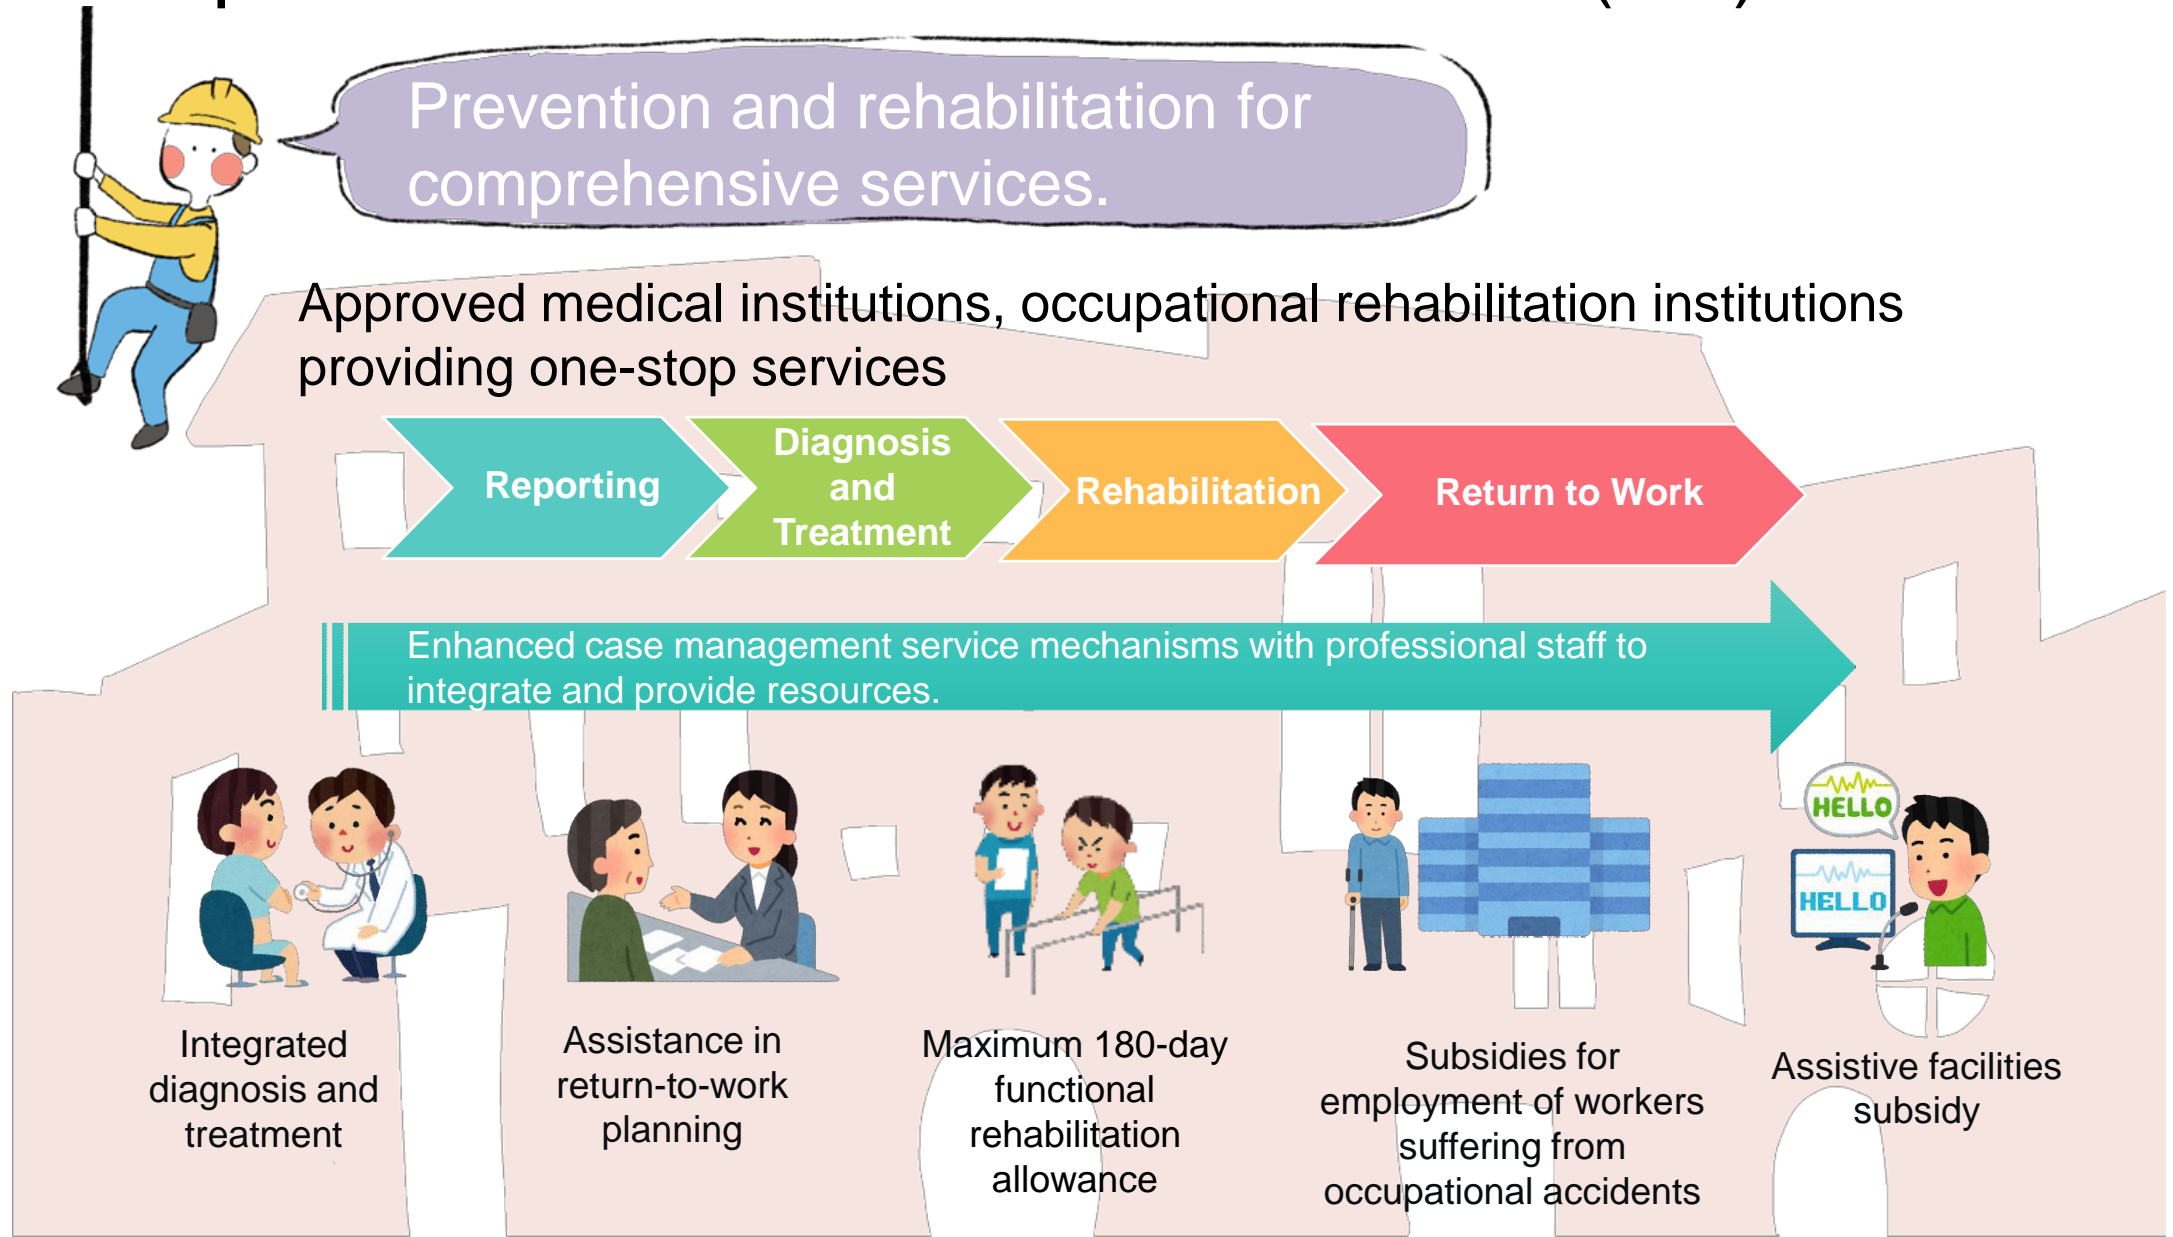 Prevention and rehabilitation for
comprehensive services.
Approved medical institutions, occupational rehabilitation institutions
providing one-stop services
Reporting
Diagnosis
and
Treatment
Rehabilitation
Return to Work
Enhanced case management service mechanisms with professional staff to
integrate and provide resources.
HELLO
HELLO
Integrated
diagnosis and
treatment
Assistance in
return-to-work
planning
Maximum 180-day
functional
rehabilitation
allowance
Subsidies for
employment of workers
suffering from
occupational accidents
Assistive facilities
subsidy